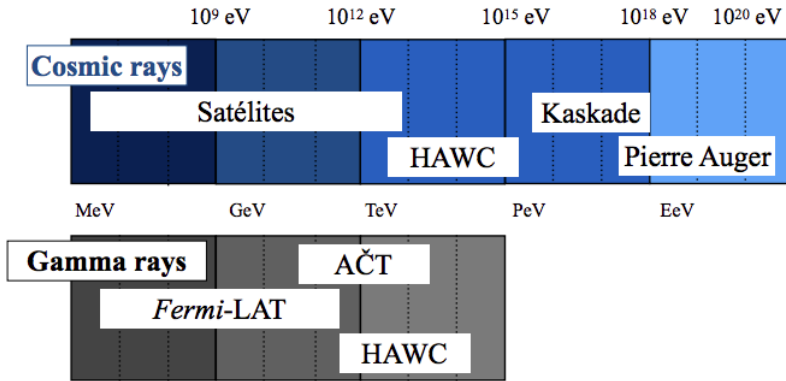 10⁹ eV 10¹² eV 10¹⁵ eV 10¹⁸ eV 10²⁰ eV
Cosmic rays
Satélites
Kaskade
HAWC
Pierre Auger
MeV GeV TeV PeV EeV
Gamma rays
AČT
Fermi-LAT
HAWC